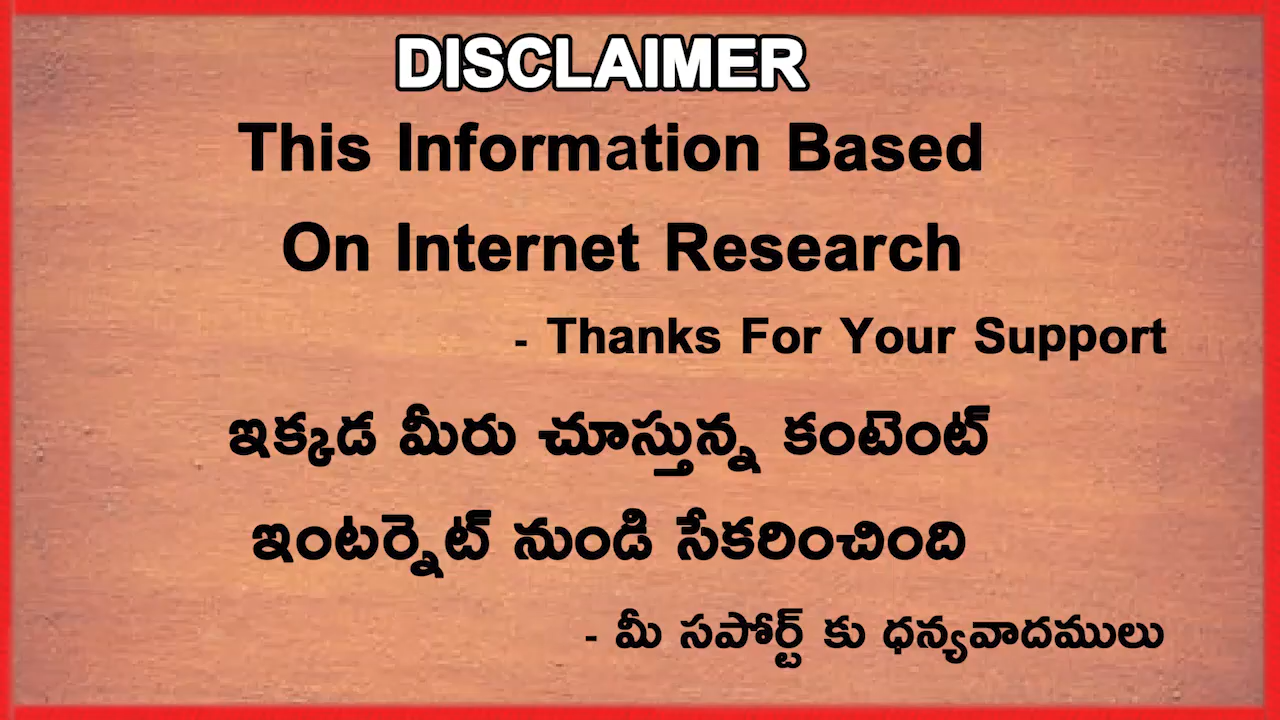 DISCLAIMER
This Information Based
On Internet Research
- Thanks For Your Support
ఇక్కడ మీరు చూస్తున్న కంటెంట్
ఇంటర్నెట్ నుండి సేకరించింది
- మీ సపోర్ట్ కు ధన్యవాదములు